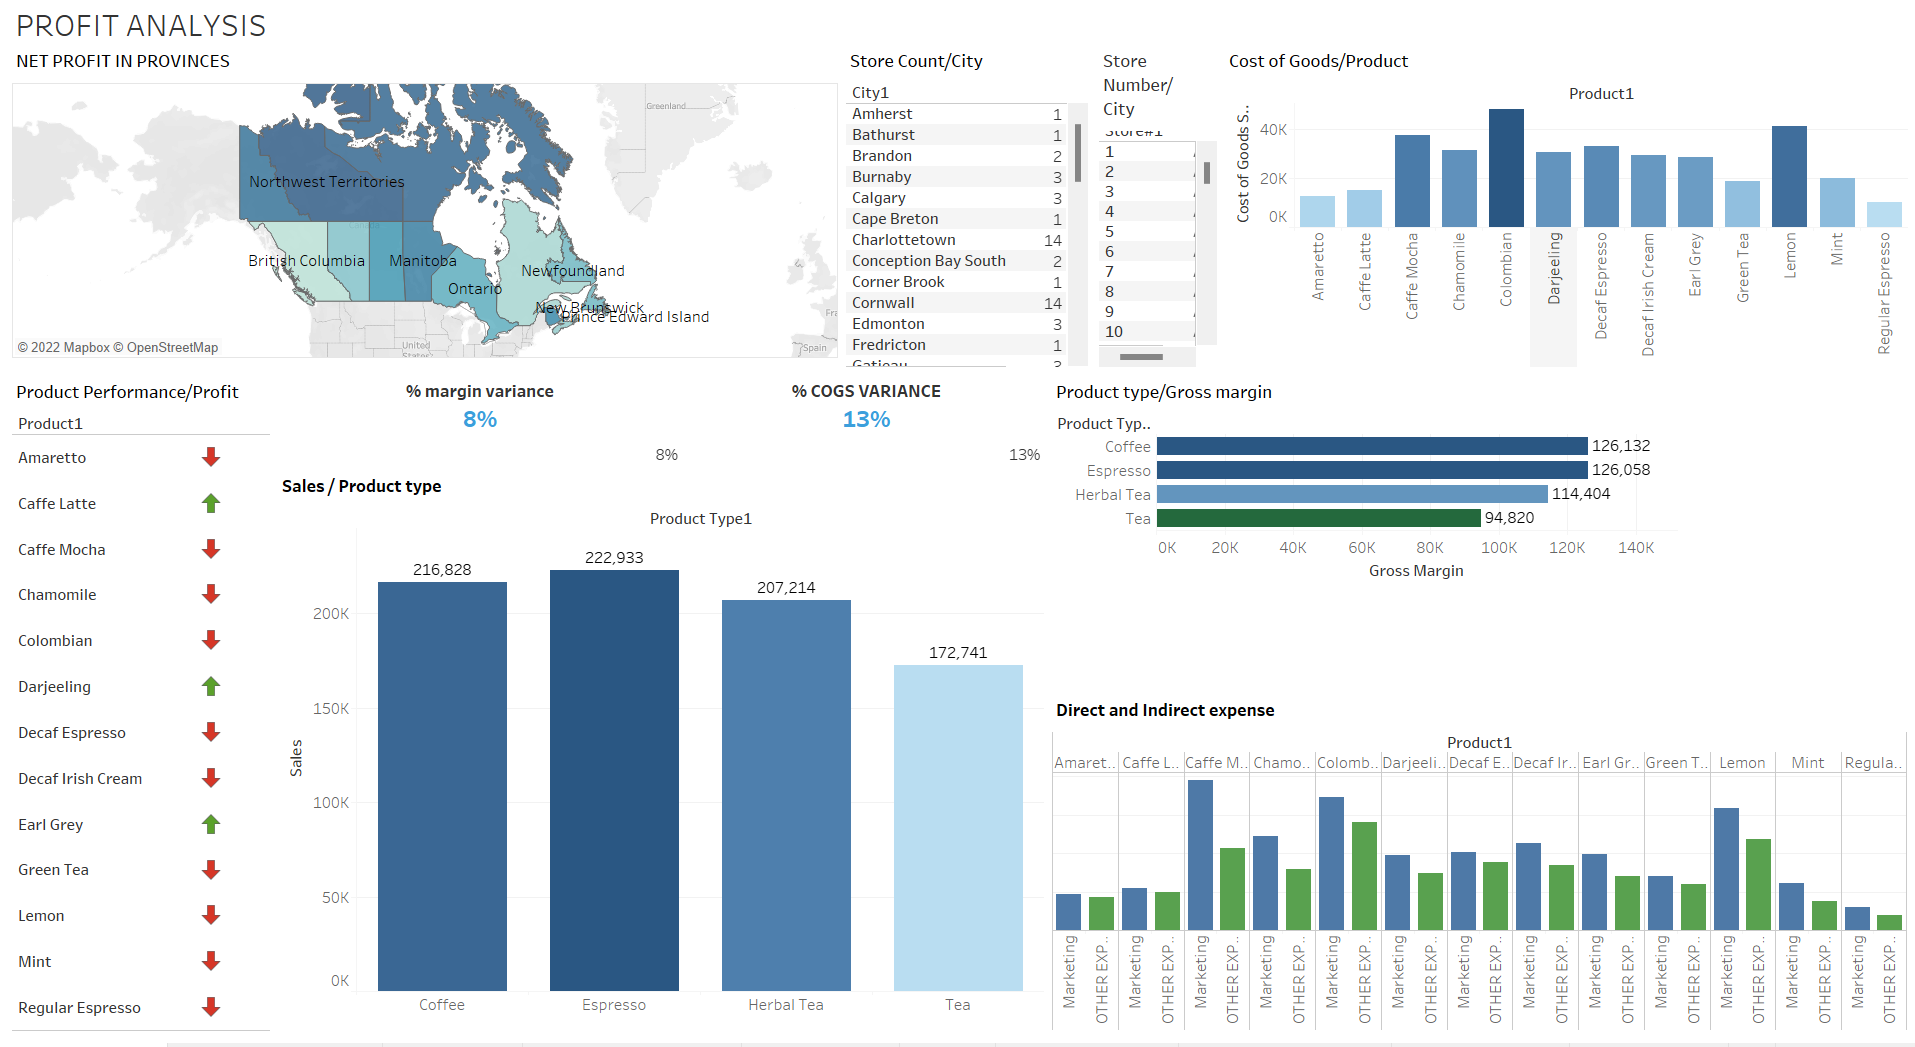 PROFIT ANALYSIS
NET PROFIT IN PROVINCES
Greenland
Northwest Territories
Canada
British Columbia
Manitoba
Newfoundland
Ontario
New Brunswick
Prince Edward Island
United
States
Spain
© 2022 Mapbox © OpenStreetMap
Store Count/City
City1
Amherst 1
Bathurst 1
Brandon 2
Burnaby 3
Calgary 3
Cape Breton 1
Charlottetown 14
Conception Bay South 2
Corner Brook 1
Cornwall 14
Edmonton 3
Fredricton 1
Gatieau 3
Store
Number/
City
Store#1
1
2
3
4
5
6
7
8
9
10
Cost of Goods/Product
Product1
Cost of Goods S..
40K
20K
0K
Amaretto
Caffe Latte
Caffe Mocha
Chamomile
Colombian
Darjeeling
Decaf Espresso
Decaf Irish Cream
Earl Grey
Green Tea
Lemon
Mint
Regular Espresso
Product Performance/Profit
Product1
Amaretto
Caffe Latte
Caffe Mocha
Chamomile
Colombian
Darjeeling
Decaf Espresso
Decaf Irish Cream
Earl Grey
Green Tea
Lemon
Mint
Regular Espresso
% margin variance
8%
8%
% COGS VARIANCE
13%
13%
Sales / Product type
Product Type1
Sales
200K
150K
100K
50K
0K
216,828
222,933
207,214
172,741
Coffee
Espresso
Herbal Tea
Tea
Product type/Gross margin
Product Typ..
Coffee 126,132
Espresso 126,058
Herbal Tea 114,404
Tea 94,820
0K 20K 40K 60K 80K 100K 120K 140K
Gross Margin
Direct and Indirect expense
Product1
Amaret.. Caffe L.. Caffe M.. Chamo.. Colomb.. Darjeeli.. Decaf E.. Decaf Ir.. Earl Gr.. Green T.. Lemon Mint Regula..
Marketing
OTHER EXP..
Marketing
OTHER EXP..
Marketing
OTHER EXP..
Marketing
OTHER EXP..
Marketing
OTHER EXP..
Marketing
OTHER EXP..
Marketing
OTHER EXP..
Marketing
OTHER EXP..
Marketing
OTHER EXP..
Marketing
OTHER EXP..
Marketing
OTHER EXP..
Marketing
OTHER EXP..
Marketing
OTHER EXP..